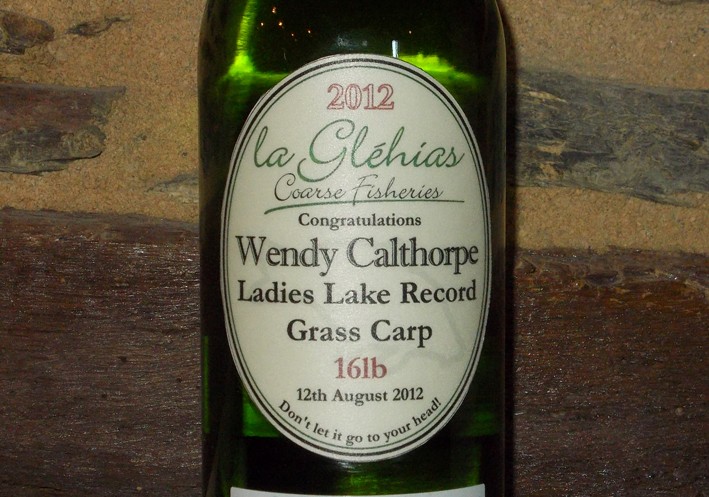 2012
la Gléhias
Coarse Fisheries
Congratulations
Wendy Calthorpe
Ladies Lake Record
Grass Carp
16lb
12th August 2012
Don't let it go to your head!